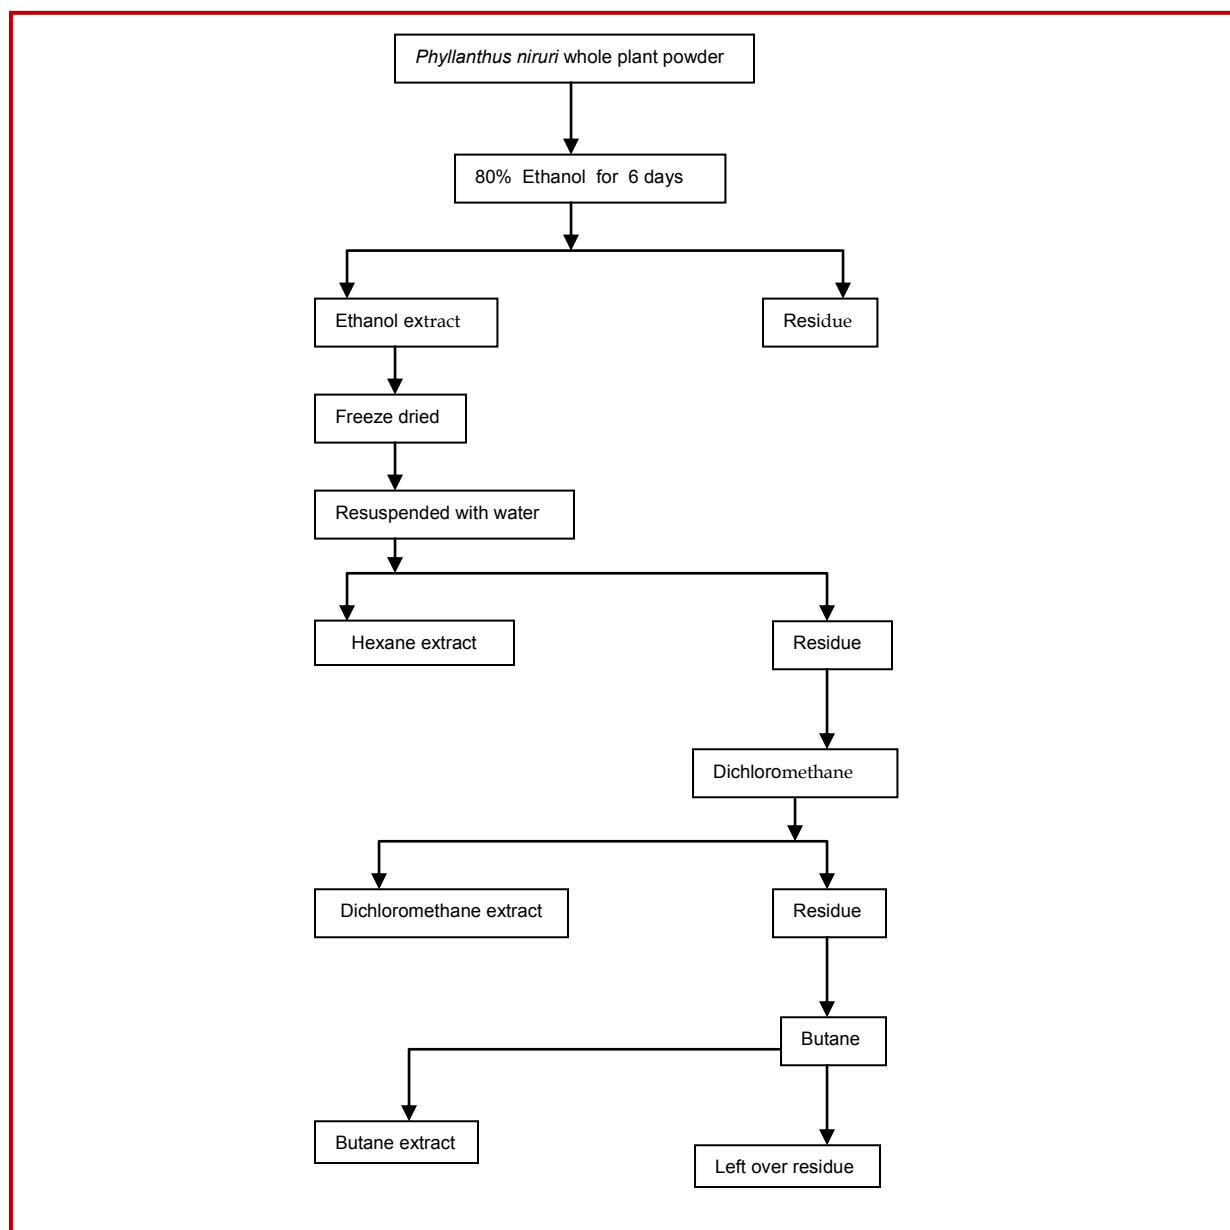 Phyllanthus niruri whole plant powder
80% Ethanol for 6 days
Ethanol extract
Residue
Freeze dried
Resuspended with water
Hexane extract
Residue
Dichloromethane
Dichloromethane extract
Residue
Butane
Butane extract
Left over residue